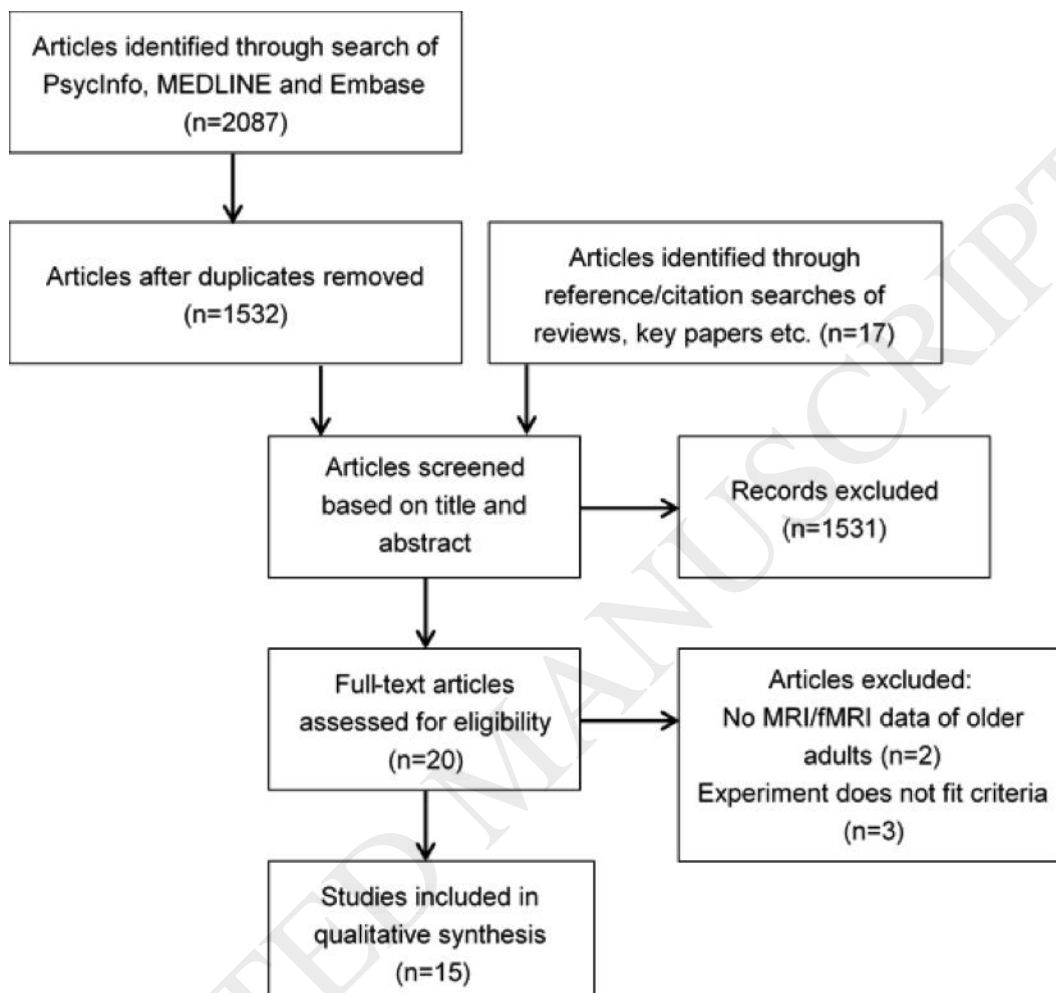 Articles identified through search of
PsycInfo, MEDLINE and Embase
(n=2087)
Articles after duplicates removed
(n=1532)
Articles identified through
reference/citation searches of
reviews, key papers etc. (n=17)
Articles screened
based on title and
abstract
Records excluded
(n=1531)
Full-text articles
assessed for eligibility
(n=20)
Articles excluded:
No MRI/fMRI data of older
adults (n=2)
Experiment does not fit criteria
(n=3)
Studies included in
qualitative synthesis
(n=15)
TED MANUSCRIPT